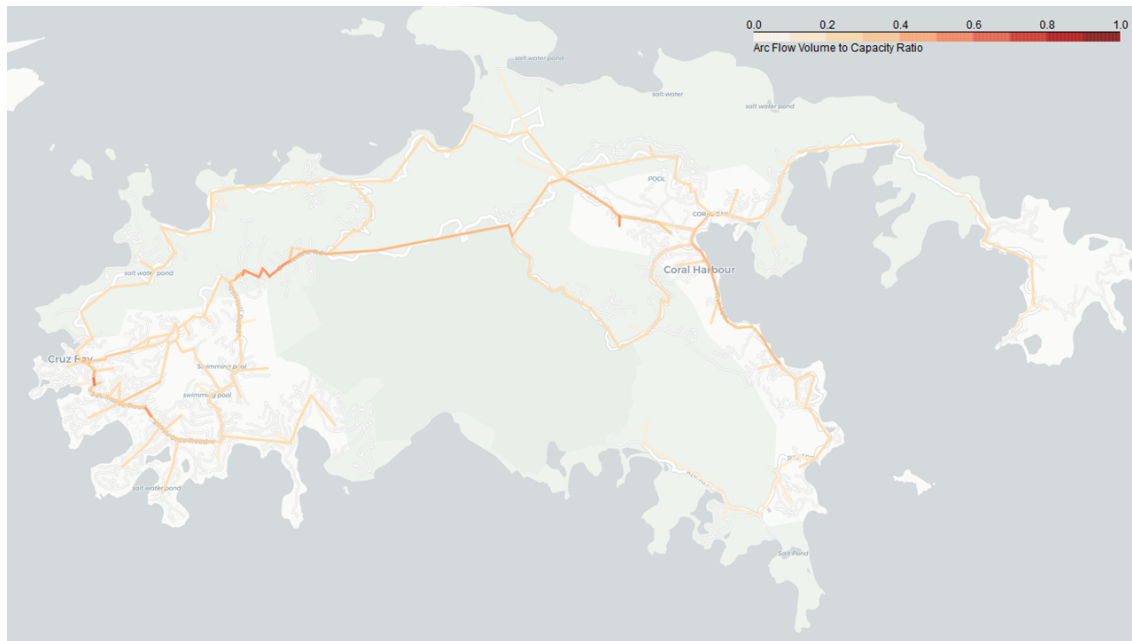 0.0 0.2 0.4 0.6 0.8 1.0
Arc Flow Volume to Capacity Ratio
salt water pond
salt water
salt water pond
POOL
salt water pond
Coral Harbour
Cruz Bay
Swimming pool
swimming pool
salt water pond
Salt Pond